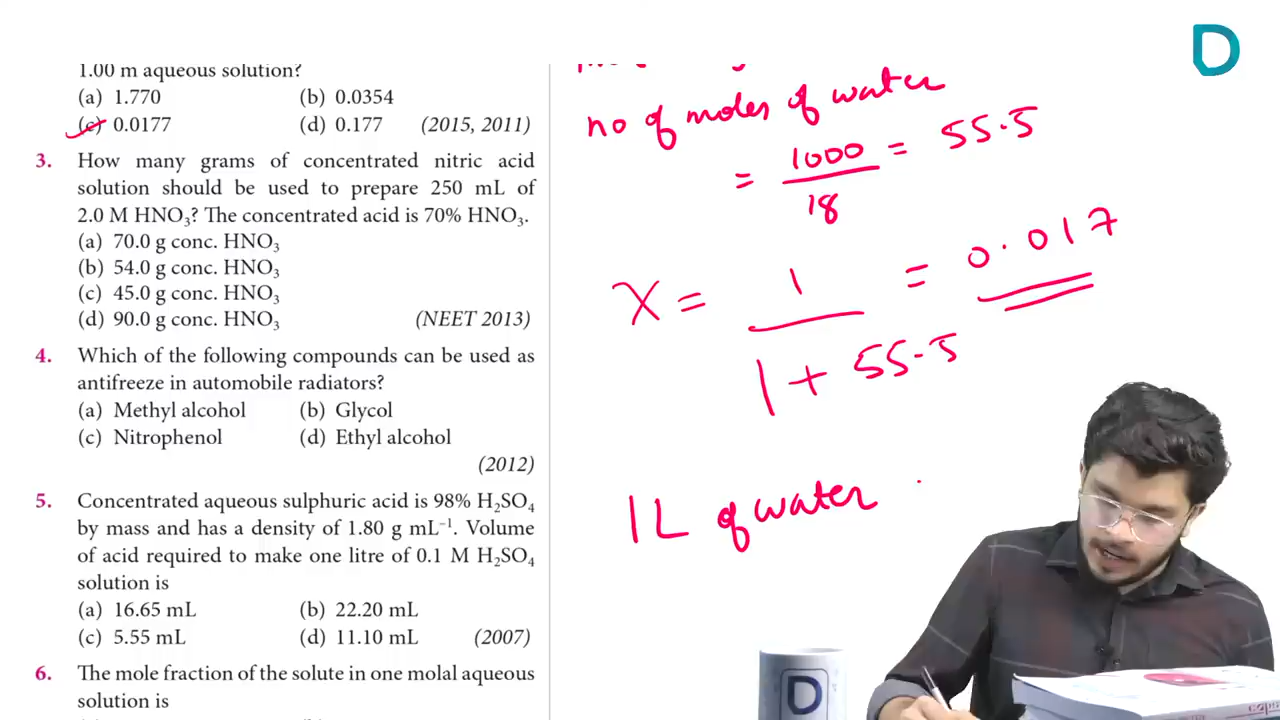 1.00 m aqueous solution?
(a) 1.770 (b) 0.0354
(c) 0.0177 (d) 0.177 (2015, 2011)
3. How many grams of concentrated nitric acid
solution should be used to prepare 250 mL of
2.0 M HNO₃? The concentrated acid is 70% HNO₃.
(a) 70.0 g conc. HNO₃
(b) 54.0 g conc. HNO₃
(c) 45.0 g conc. HNO₃
(d) 90.0 g conc. HNO₃ (NEET 2013)
4. Which of the following compounds can be used as
antifreeze in automobile radiators?
(a) Methyl alcohol (b) Glycol
(c) Nitrophenol (d) Ethyl alcohol
(2012)
5. Concentrated aqueous sulphuric acid is 98% H₂SO₄
by mass and has a density of 1.80 g mL⁻¹. Volume
of acid required to make one litre of 0.1 M H₂SO₄
solution is
(a) 16.65 mL (b) 22.20 mL
(c) 5.55 mL (d) 11.10 mL (2007)
6. The mole fraction of the solute in one molal aqueous
solution is
no of moles of water
= 1000/18 = 55.5
X = 1/(1 + 55.5) = 0.017
1L of water
D
D